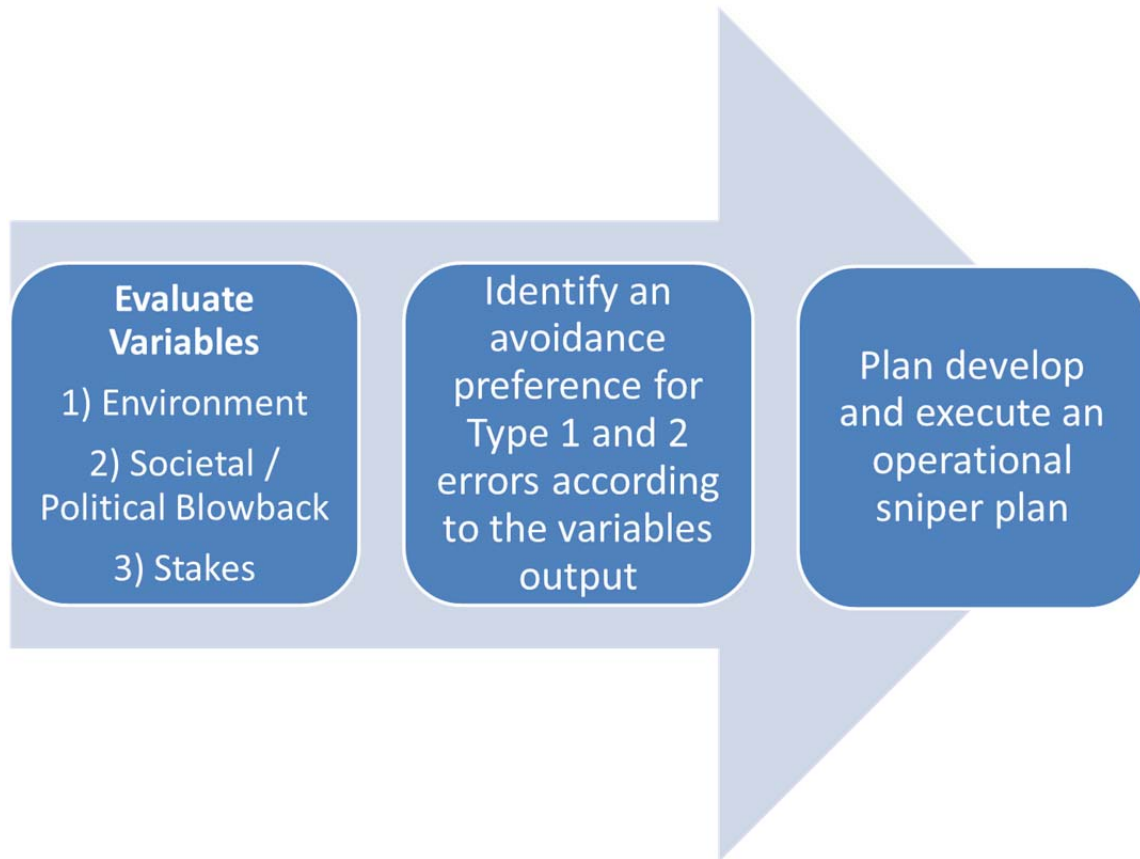 Evaluate
Variables
1) Environment
2) Societal /
Political Blowback
3) Stakes
Identify an
avoidance
preference for
Type 1 and 2
errors according
to the variables
output
Plan develop
and execute an
operational
sniper plan